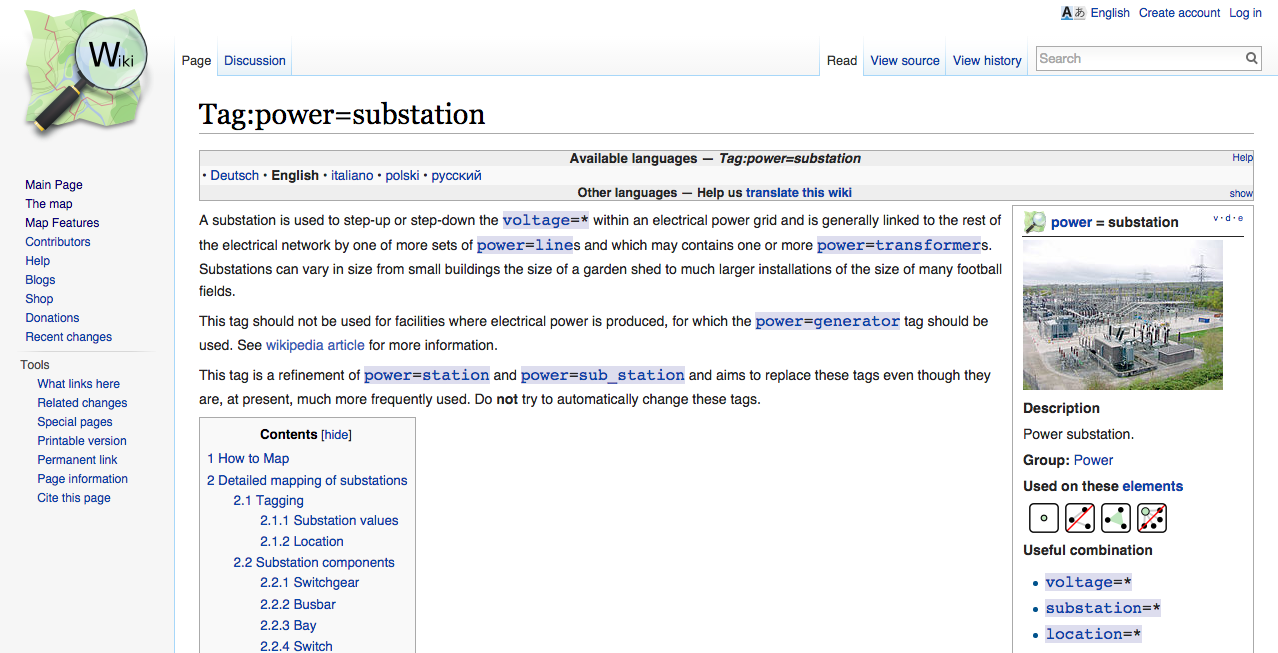 English Create account Log in
Wiki
Page Discussion Read View source View history Search
Tag:power=substation
Available languages — Tag:power=substation Help
• Deutsch • English • italiano • polski • русский
Other languages — Help us translate this wiki show
Main Page
The map
Map Features
Contributors
Help
Blogs
Shop
Donations
Recent changes
Tools
What links here
Related changes
Special pages
Printable version
Permanent link
Page information
Cite this page
A substation is used to step-up or step-down the voltage=* within an electrical power grid and is generally linked to the rest of
the electrical network by one of more sets of power=lines and which may contains one or more power=transformers.
Substations can vary in size from small buildings the size of a garden shed to much larger installations of the size of many football
fields.
This tag should not be used for facilities where electrical power is produced, for which the power=generator tag should be
used. See wikipedia article for more information.
This tag is a refinement of power=station and power=sub_station and aims to replace these tags even though they
are, at present, much more frequently used. Do not try to automatically change these tags.
Contents [hide]
1 How to Map
2 Detailed mapping of substations
2.1 Tagging
2.1.1 Substation values
2.1.2 Location
2.2 Substation components
2.2.1 Switchgear
2.2.2 Busbar
2.2.3 Bay
2.2.4 Switch
power = substation v · d · e
Description
Power substation.
Group: Power
Used on these elements
Useful combination
• voltage=*
• substation=*
• location=*